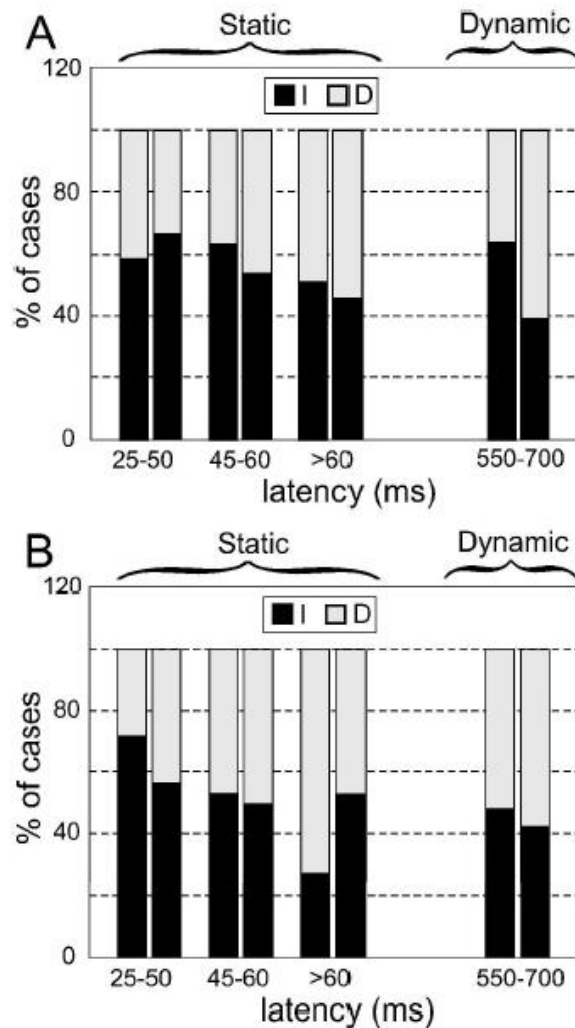 A
Static Dynamic
120
I D
80
40
0
% of cases
25-50 45-60 >60 550-700
latency (ms)
B
Static Dynamic
120
I D
80
40
0
% of cases
25-50 45-60 >60 550-700
latency (ms)